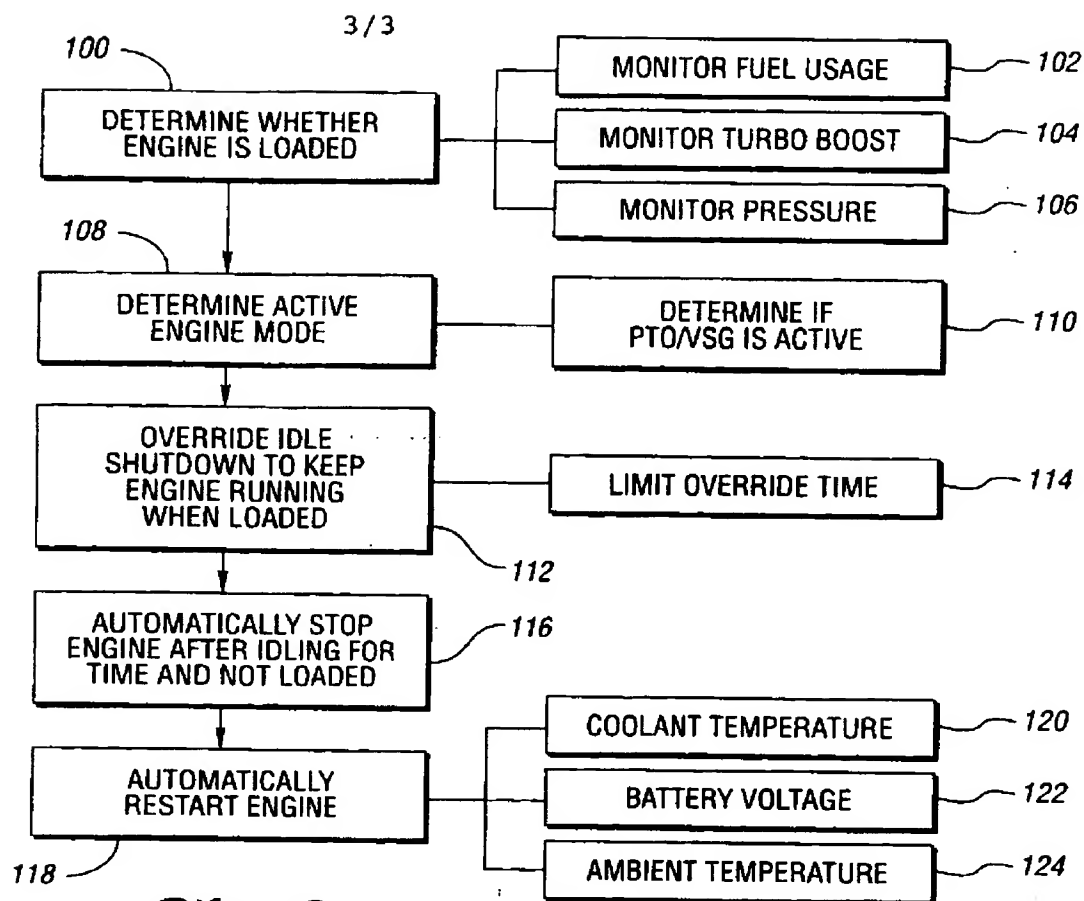 3/3
100
DETERMINE WHETHER
ENGINE IS LOADED
MONITOR FUEL USAGE
102
MONITOR TURBO BOOST
104
MONITOR PRESSURE
106
108
DETERMINE ACTIVE
ENGINE MODE
DETERMINE IF
PTO/VSG IS ACTIVE
110
OVERRIDE IDLE
SHUTDOWN TO KEEP
ENGINE RUNNING
WHEN LOADED
112
LIMIT OVERRIDE TIME
114
AUTOMATICALLY STOP
ENGINE AFTER IDLING FOR
TIME AND NOT LOADED
116
AUTOMATICALLY
RESTART ENGINE
118
COOLANT TEMPERATURE
120
BATTERY VOLTAGE
122
AMBIENT TEMPERATURE
124